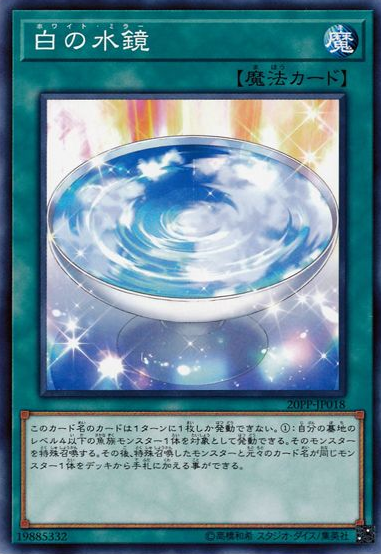 ホワイト・ミラー
白の水鏡
魔
【魔法カード】
20PP-JP018
このカード名のカードは1ターンに1枚しか発動できない。①：自分の墓地の
レベル4以下の魚族モンスター1体を対象として発動できる。そのモンスター
を特殊召喚する。その後、特殊召喚したモンスターと元々のカード名が同じモン
スター1体をデッキから手札に加える事ができる。
19885332
©高橋和希 スタジオ・ダイス/集英社